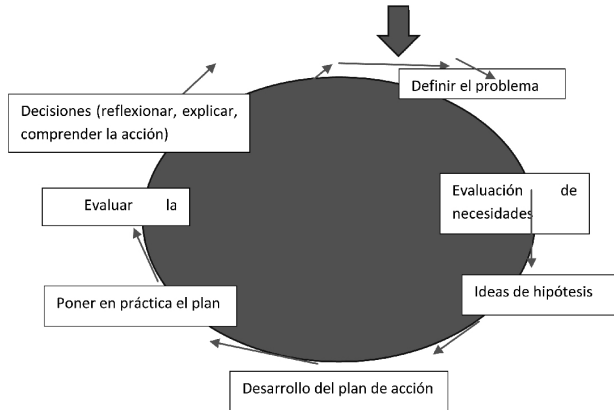 Definir el problema
Decisiones (reflexionar, explicar,
comprender la acción)
Evaluación de
necesidades
Evaluar la
Ideas de hipótesis
Poner en práctica el plan
Desarrollo del plan de acción